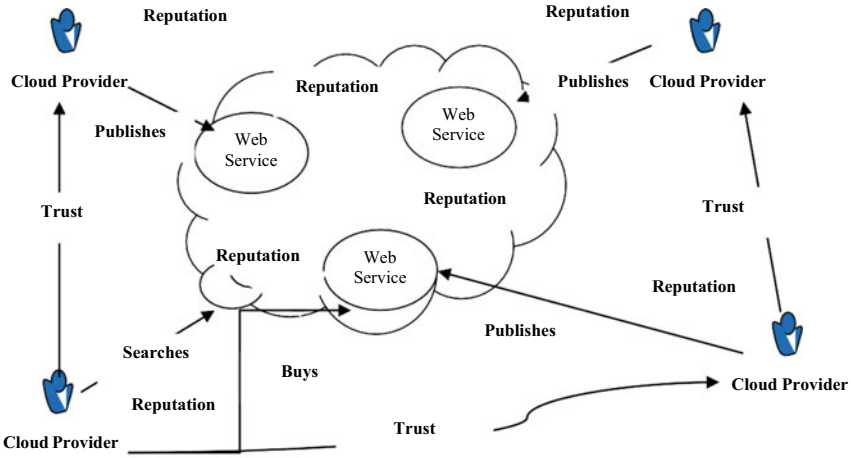 Reputation
Reputation
Cloud Provider
Reputation
Publishes
Cloud Provider
Publishes
Web
Service
Web
Service
Trust
Reputation
Trust
Reputation
Web
Service
Reputation
Publishes
Searches
Buys
Cloud Provider
Reputation
Trust
Cloud Provider